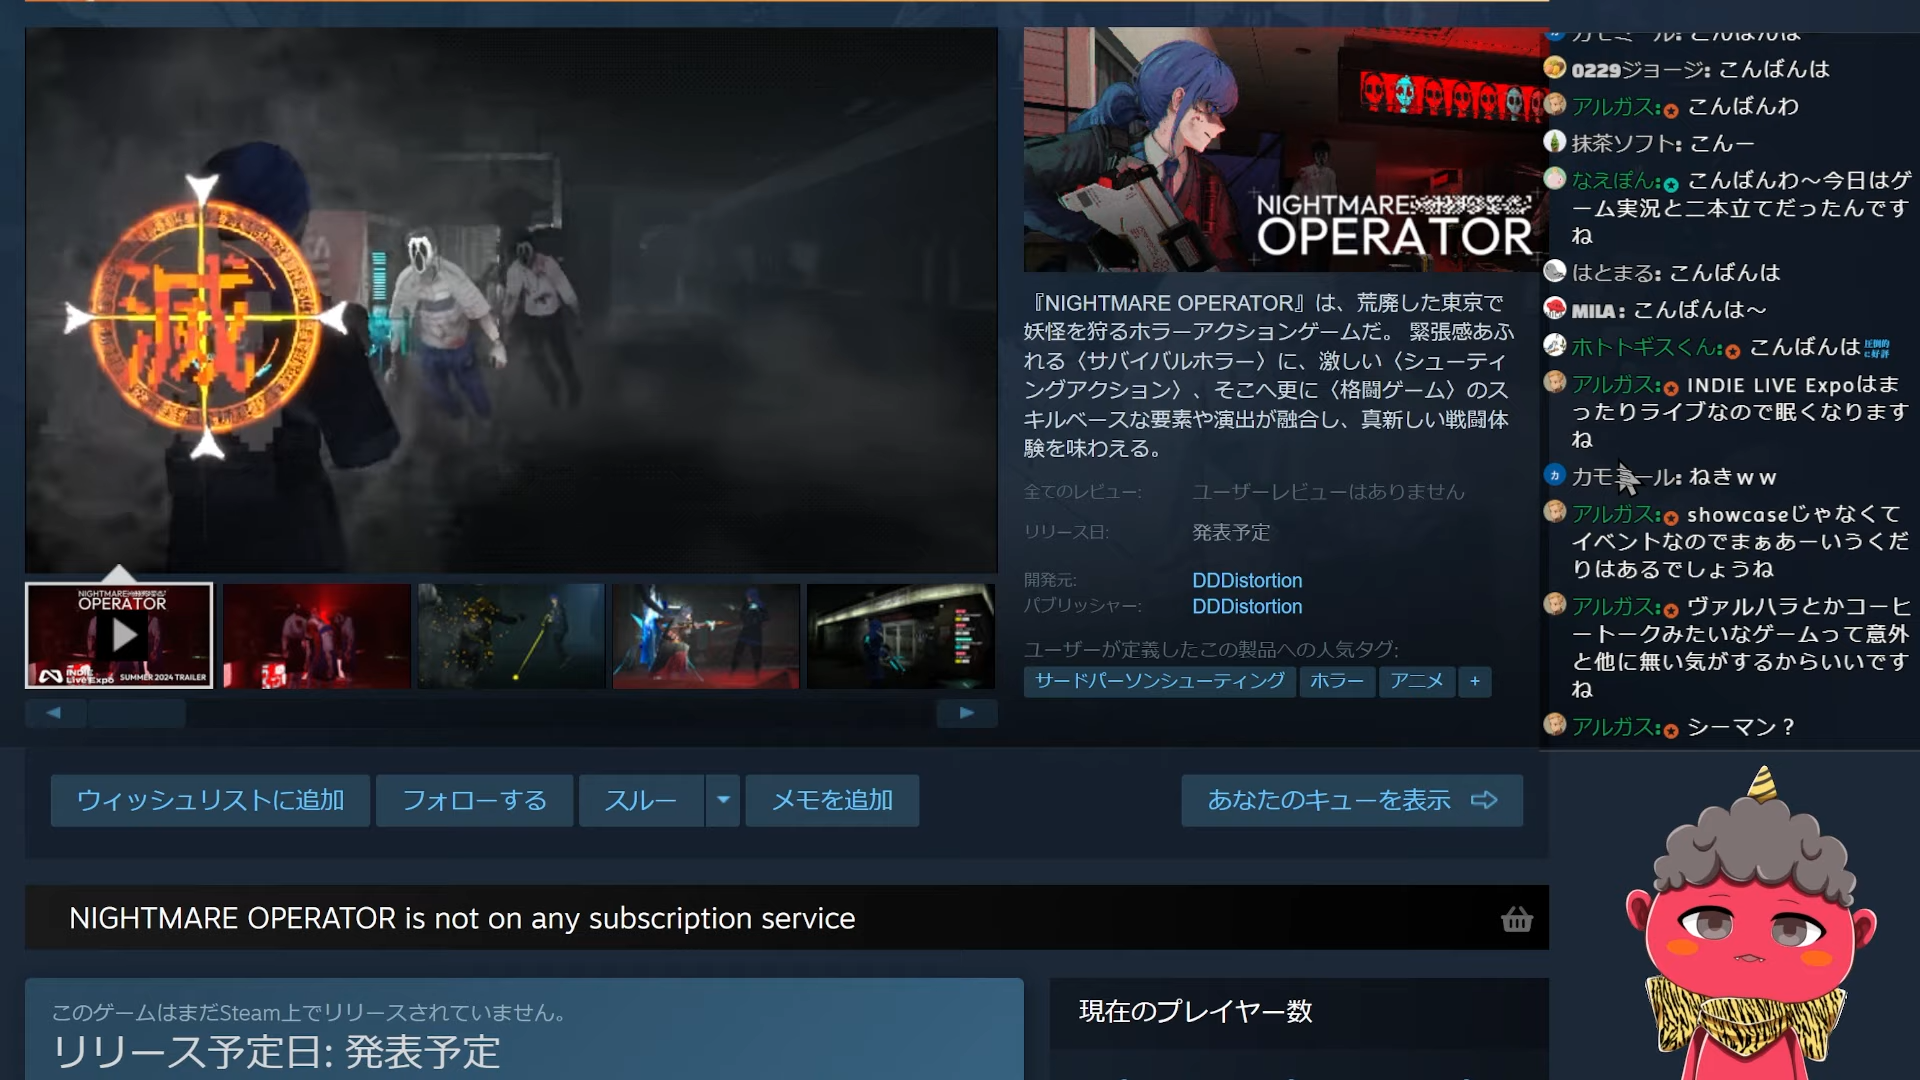 滅
NIGHTMARE
OPERATOR
『NIGHTMARE OPERATOR』は、荒廃した東京で
妖怪を狩るホラーアクションゲームだ。 緊張感あふ
れる〈サバイバルホラー〉に、激しい〈シューティ
ングアクション〉、そこへ更に〈格闘ゲーム〉のス
キルベースな要素や演出が融合し、真新しい戦闘体
験を味わえる。
全てのレビュー: ユーザーレビューはありません
リリース日: 発表予定
開発元: DDDistortion
パブリッシャー: DDDistortion
ユーザーが定義したこの製品への人気タグ:
サードパーソンシューティング ホラー アニメ +
NIGHTMARE
OPERATOR
INDIE
Live Expo SUMMER 2024 TRAILER
ウィッシュリストに追加 フォローする スルー メモを追加 あなたのキューを表示
NIGHTMARE OPERATOR is not on any subscription service
このゲームはまだSteam上でリリースされていません。
リリース予定日: 発表予定
現在のプレイヤー数
カモミール: こんばんは
0229ジョージ: こんばんは
アルガス: こんばんわ
抹茶ソフト: こんー
なえぽん: こんばんわ～今日はゲ
ーム実況と二本立てだったんです
ね
はとまる: こんばんは
MILA: こんばんは～
ホトトギスくん: こんばんは 圧倒的
に好評
アルガス: INDIE LIVE Expoはま
ったりライブなので眠くなります
ね
カ カモミール: ねきｗｗ
アルガス: showcaseじゃなくて
イベントなのでまぁあーいうくだ
りはあるでしょうね
アルガス: ヴァルハラとかコーヒ
ートークみたいなゲームって意外
と他に無い気がするからいいです
ね
アルガス: シーマン？